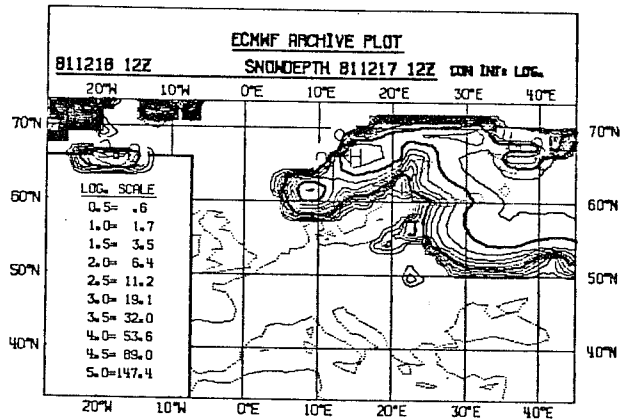 ECMWF ARCHIVE PLOT
811218 12Z SNOWDEPTH 811217 12Z CON INT: LOG.
20°W 10°W 0°E 10°E 20°E 30°E 40°E
70°N 70°N
60°N 60°N
50°N 50°N
40°N 40°N
LOG. SCALE
0.5= .6
1.0= 1.7
1.5= 3.5
2.0= 6.4
2.5= 11.2
3.0= 19.1
3.5= 32.0
4.0= 53.6
4.5= 89.0
5.0=147.4
H
20°W 10°W 0°E 10°E 20°E 30°E 40°E